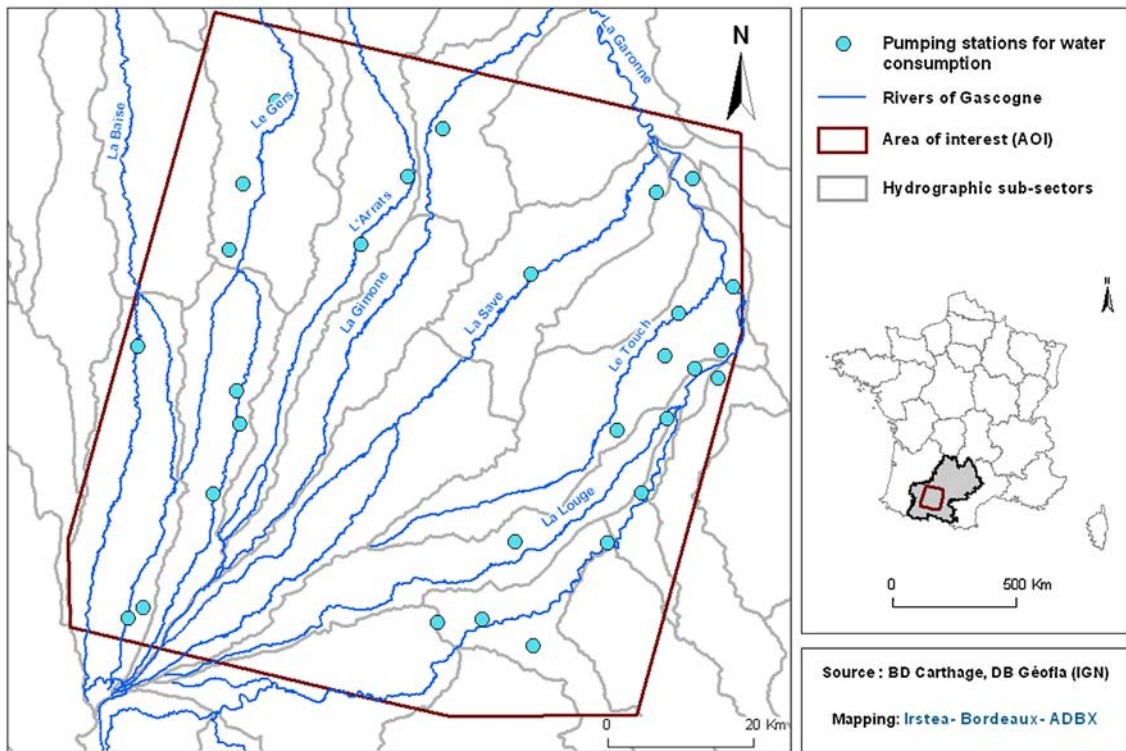 La Garonne
N
La Baïse
Le Gers
L'Arrats
La Gimone
La Save
Le Touch
La Louge
0 20 Km
Pumping stations for water
consumption
Rivers of Gascogne
Area of interest (AOI)
Hydrographic sub-sectors
N
0 500 Km
Source : BD Carthage, DB Géofla (IGN)
Mapping: Irstea- Bordeaux- ADBX